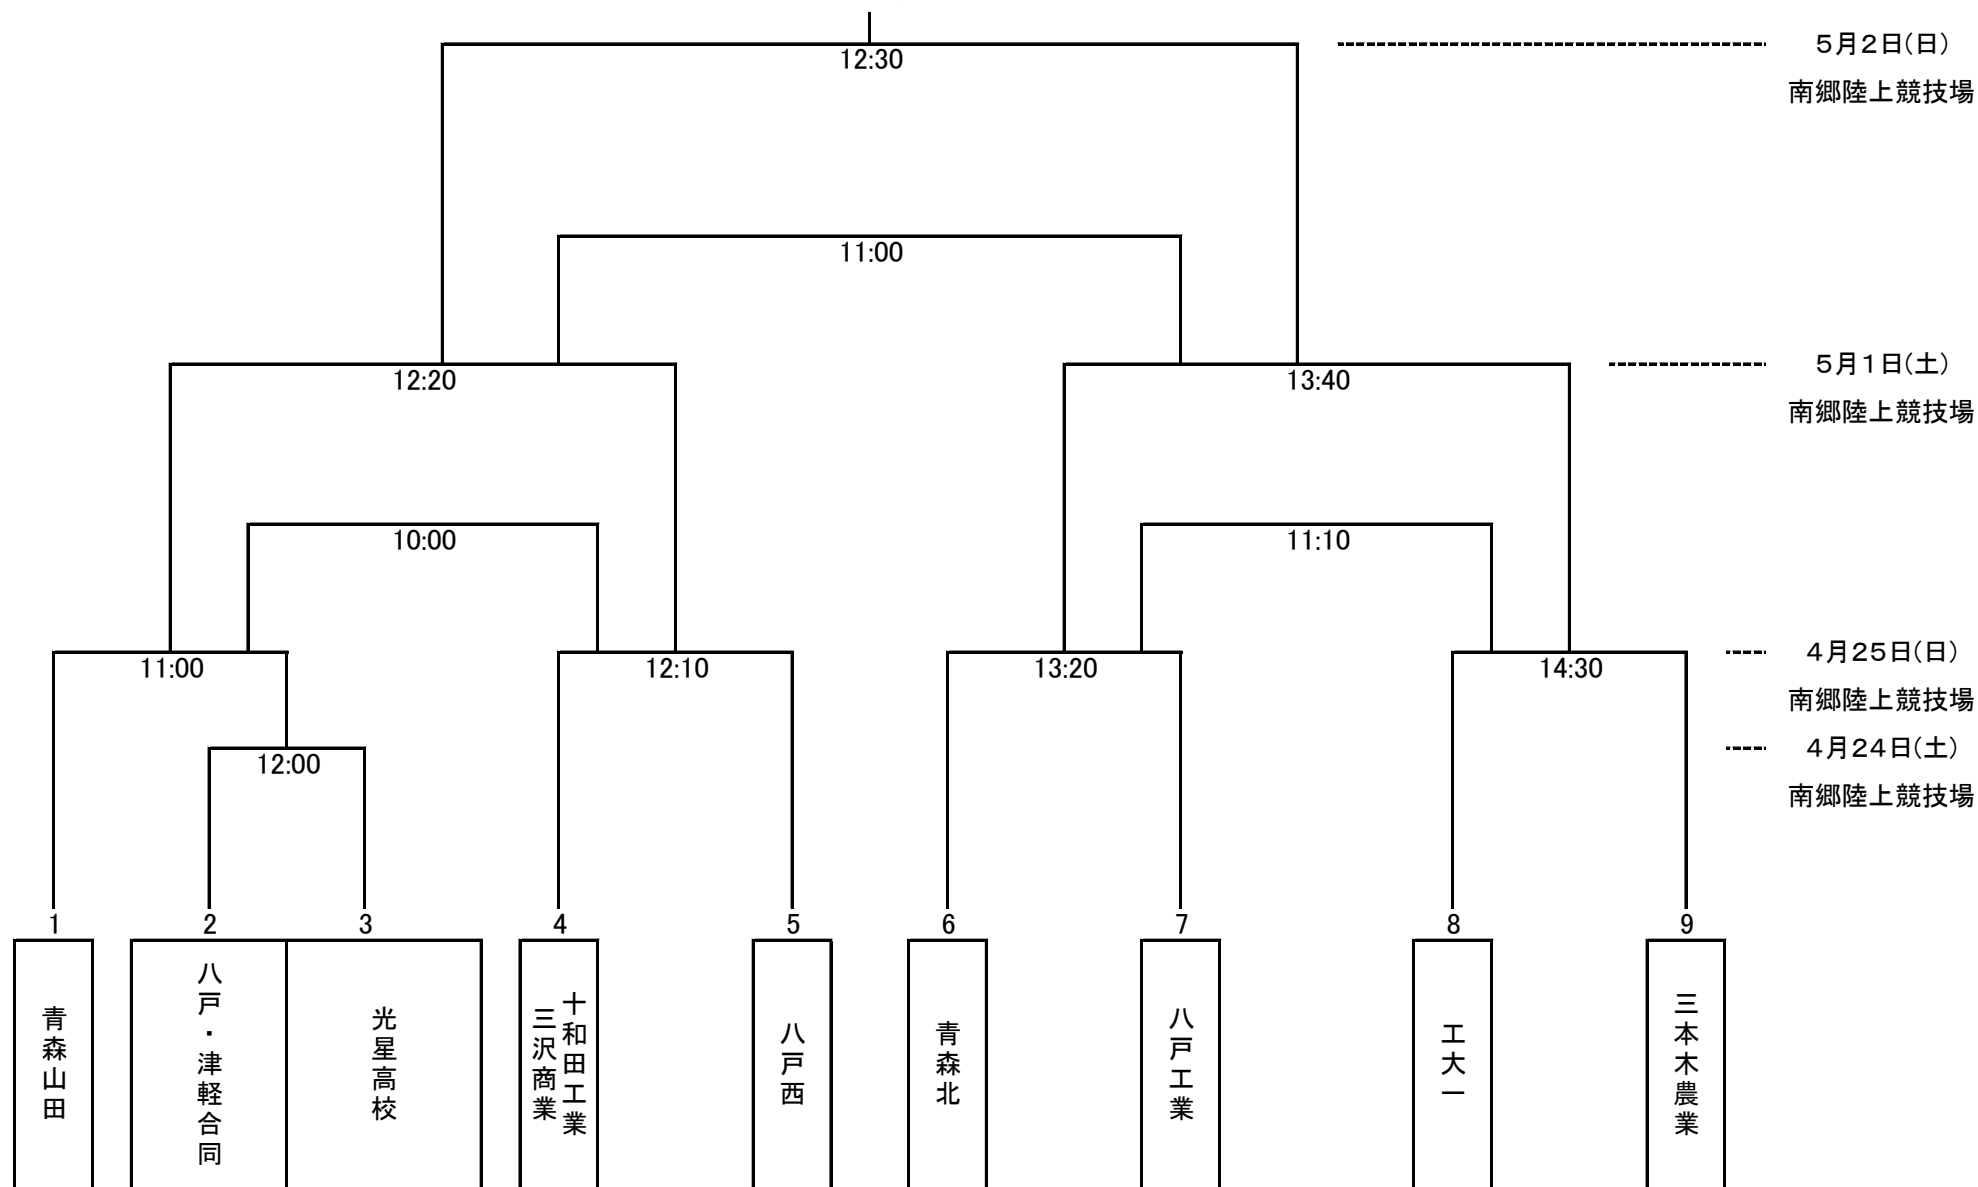 12:30
5月2日(日)
南郷陸上競技場
11:00
12:20
13:40
5月1日(土)
南郷陸上競技場
10:00
11:10
11:00
12:10
13:20
14:30
4月25日(日)
南郷陸上競技場
12:00
4月24日(土)
南郷陸上競技場
1
2
3
4
5
6
7
8
9
青森山田
八戸・津軽合同
光星高校
十和田工業
三沢商業
八戸西
青森北
八戸工業
工大一
三本木農業